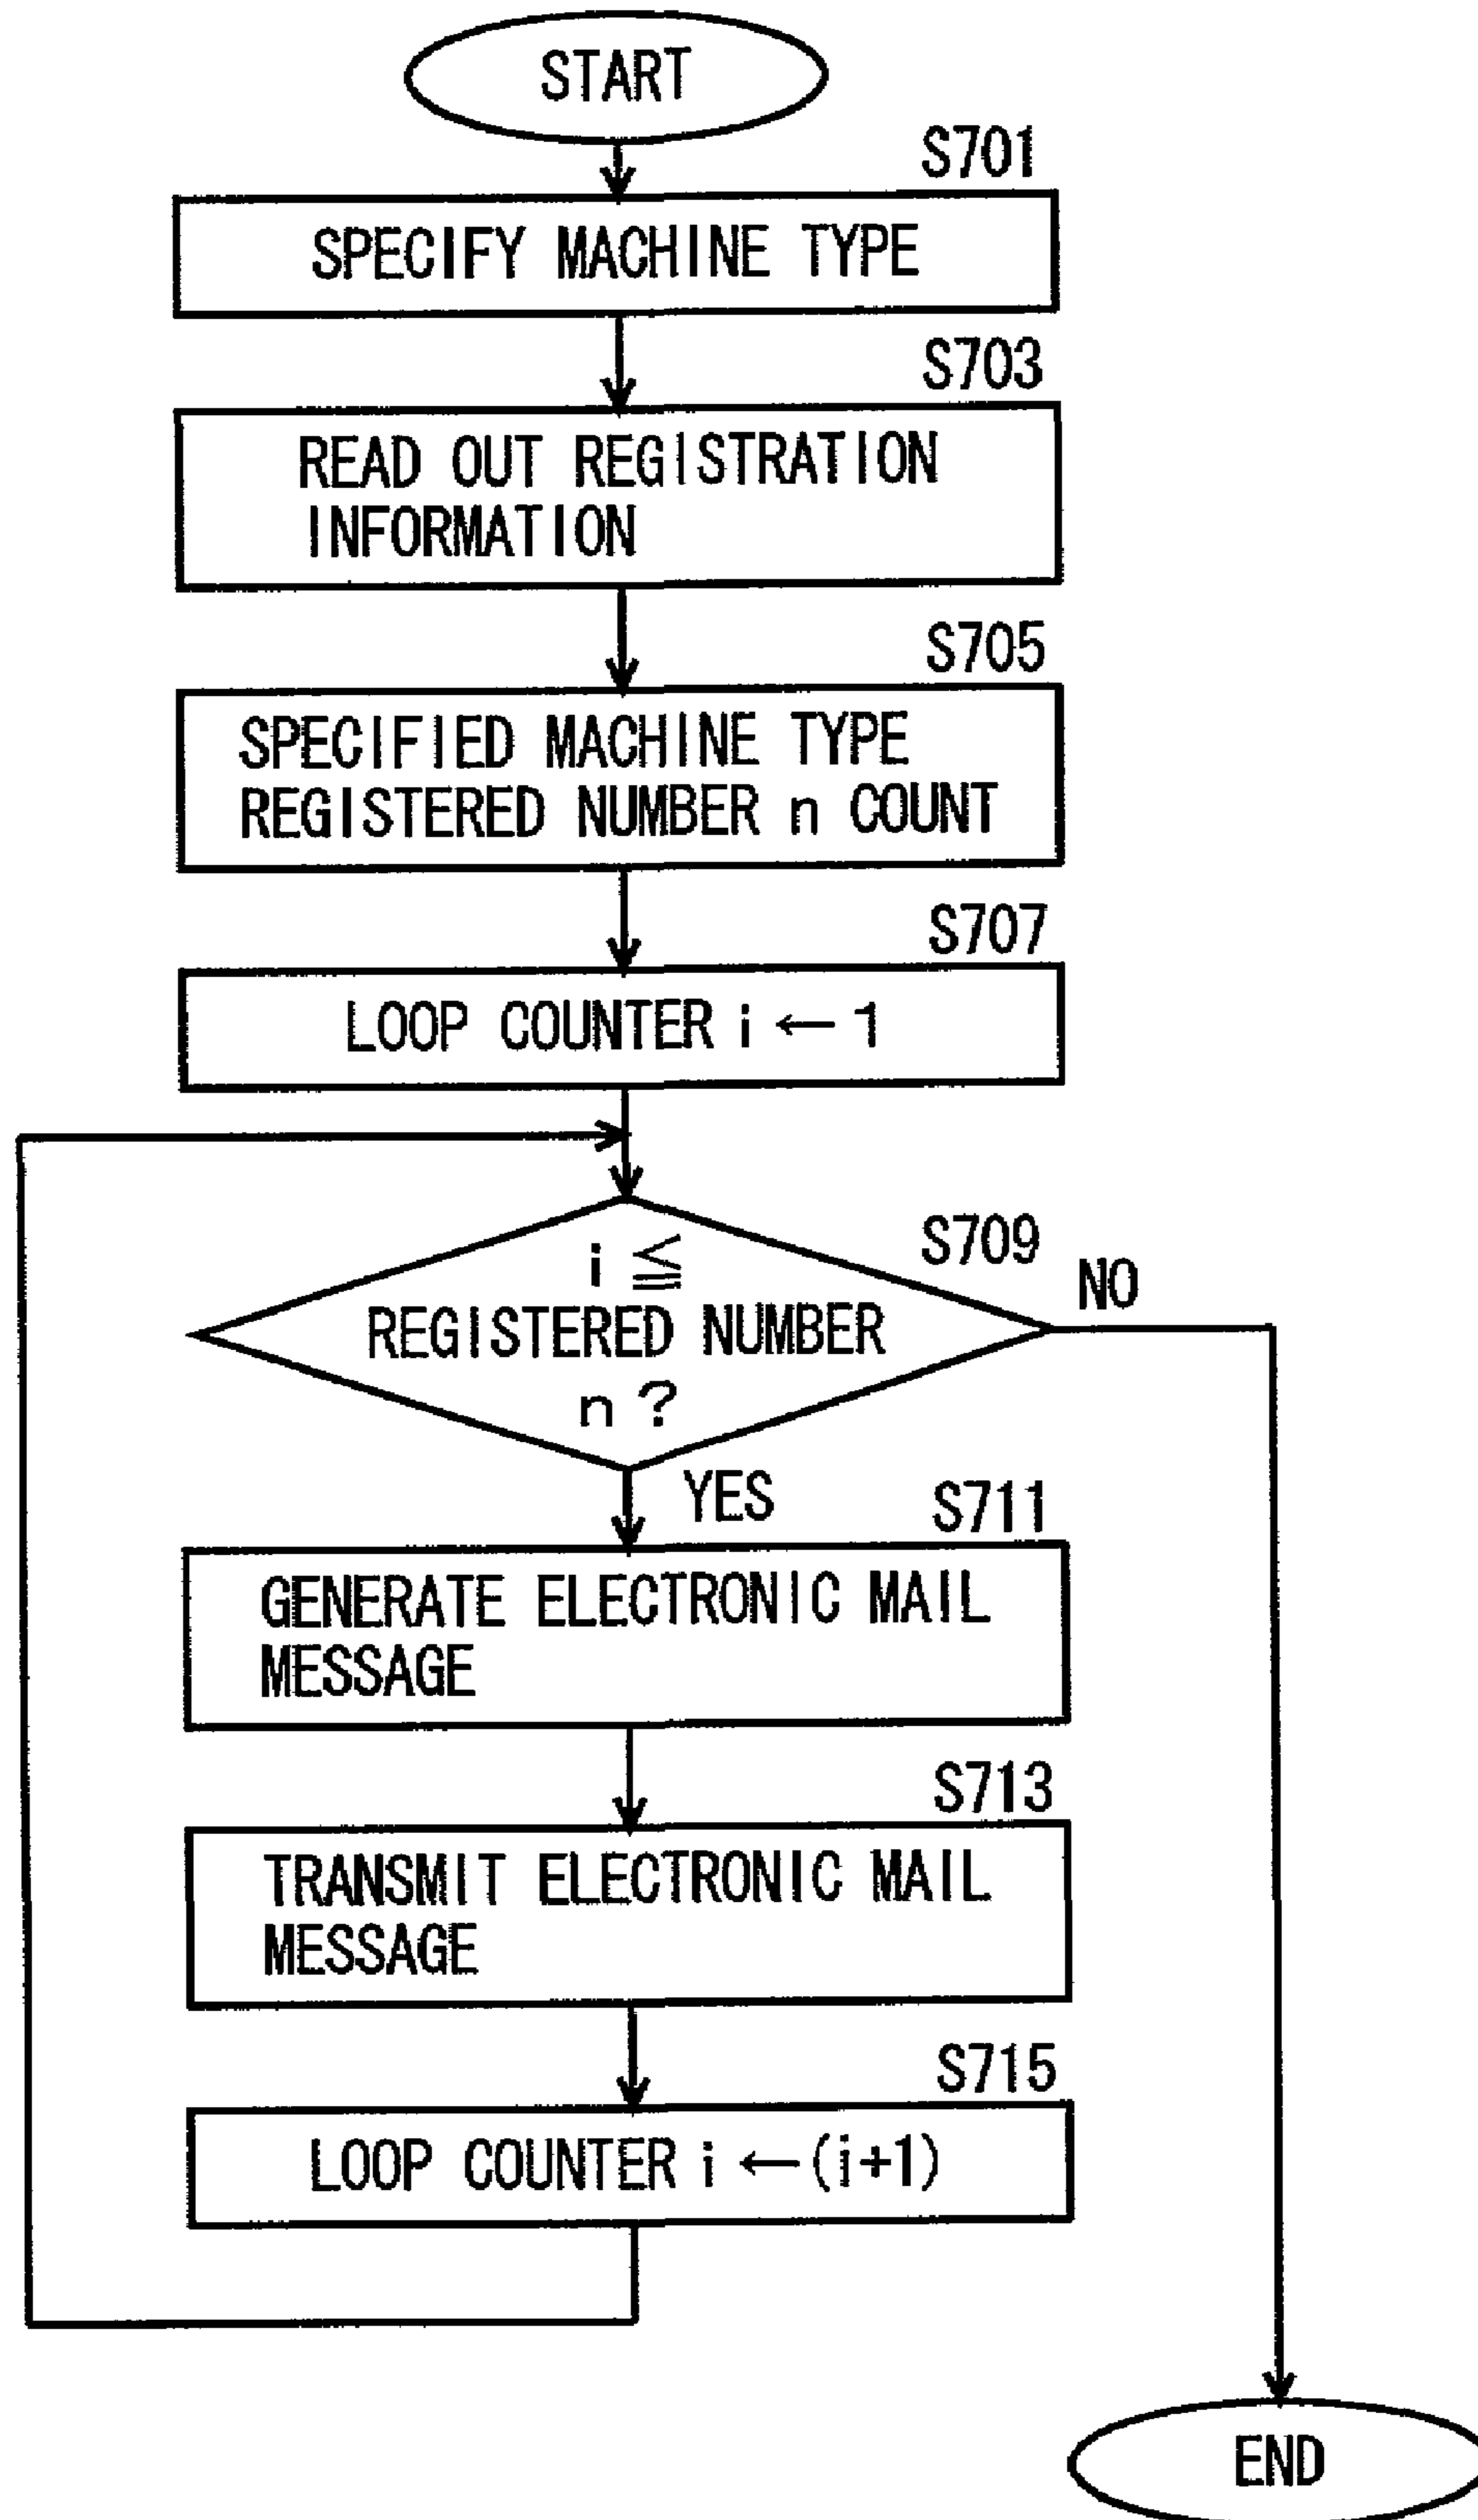 START
S701
SPECIFY MACHINE TYPE
S703
READ OUT REGISTRATION
INFORMATION
S705
SPECIFIED MACHINE TYPE
REGISTERED NUMBER n COUNT
S707
LOOP COUNTER i ← 1
S709
i ≦
REGISTERED NUMBER
n ?
NO
YES
S711
GENERATE ELECTRONIC MAIL
MESSAGE
S713
TRANSMIT ELECTRONIC MAIL
MESSAGE
S715
LOOP COUNTER i ← (i+1)
END